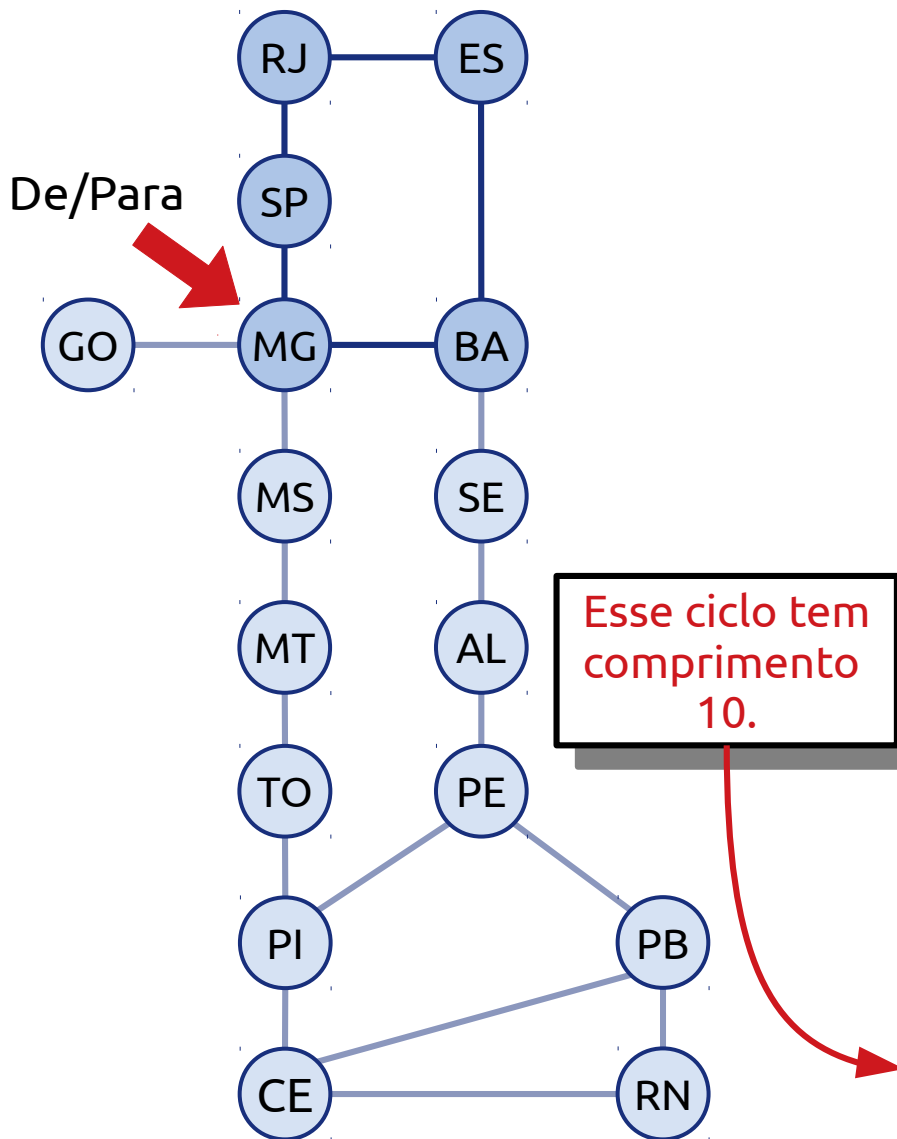 RJ ES
De/Para
SP
GO MG BA
MS SE
MT AL
Esse ciclo tem
comprimento
10.
TO PE
PI PB
CE RN